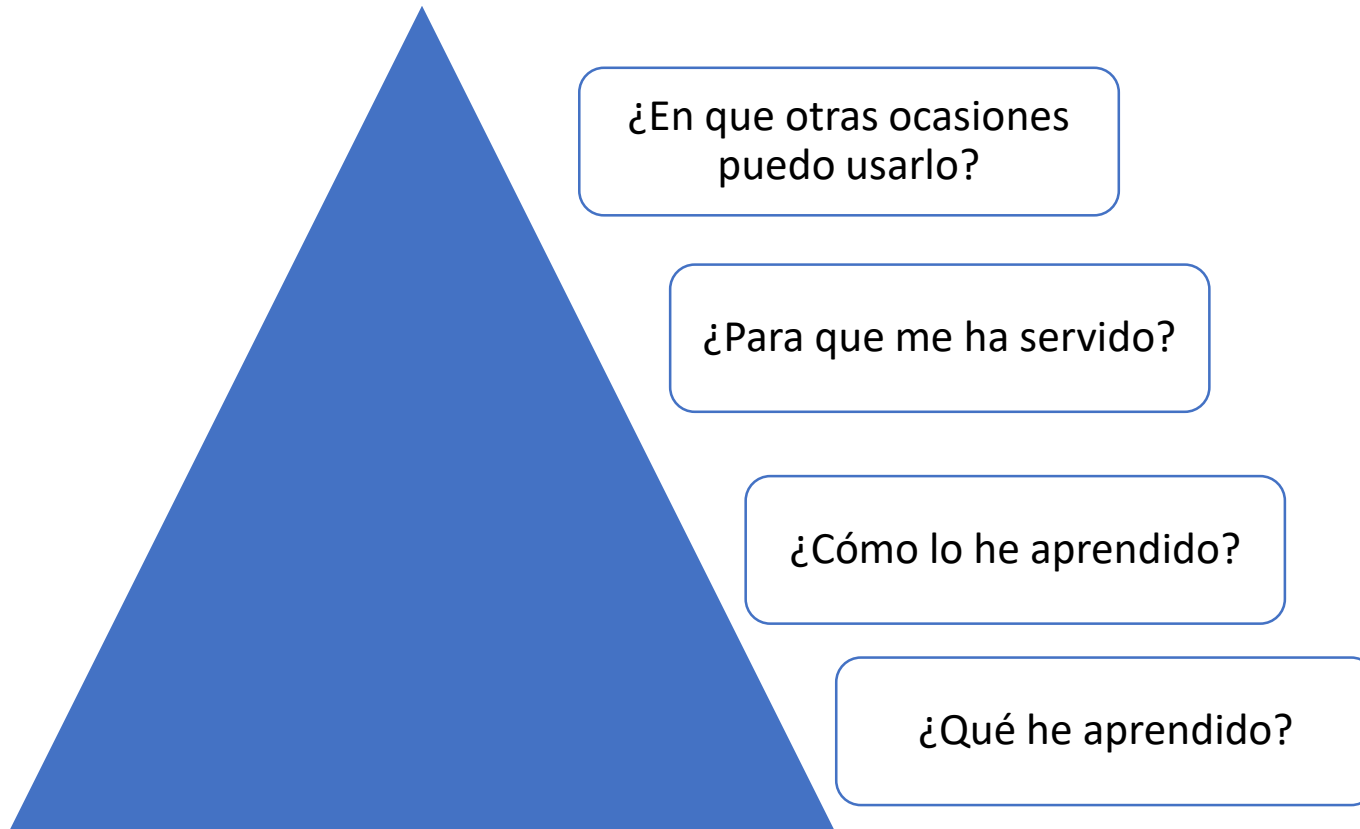 ¿En que otras ocasiones
puedo usarlo?
¿Para que me ha servido?
¿Cómo lo he aprendido?
¿Qué he aprendido?